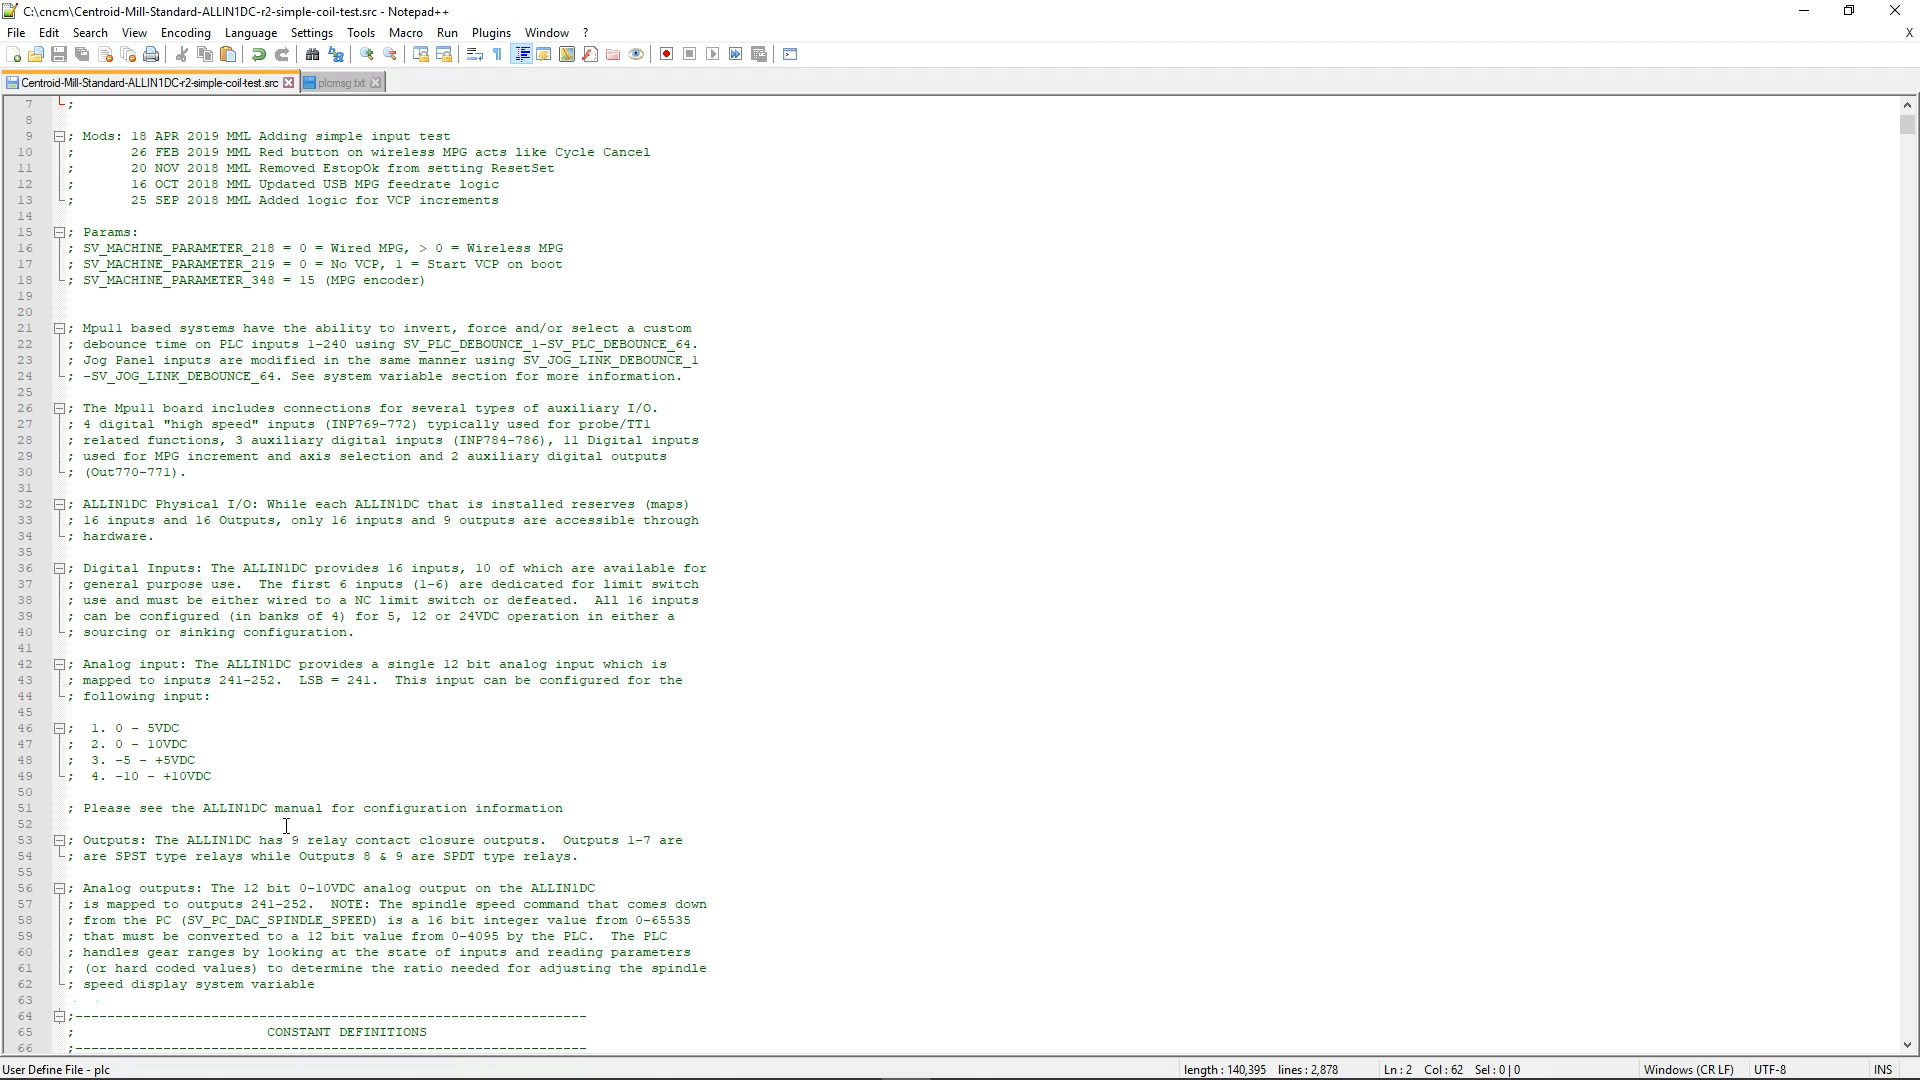 C:\cncm\Centroid-Mill-Standard-ALLIN1DC-r2-simple-coil-test.src - Notepad++
File Edit Search View Encoding Language Settings Tools Macro Run Plugins Window ? X
Centroid-Mill-Standard-ALLIN1DC-r2-simple-coil-test.src plcmsg.txt
7 ;
8
9 ; Mods: 18 APR 2019 MML Adding simple input test
10 ; 26 FEB 2019 MML Red button on wireless MPG acts like Cycle Cancel
11 ; 20 NOV 2018 MML Removed EstopOk from setting ResetSet
12 ; 16 OCT 2018 MML Updated USB MPG feedrate logic
13 ; 25 SEP 2018 MML Added logic for VCP increments
14
15 ; Params:
16 ; SV_MACHINE_PARAMETER_218 = 0 = Wired MPG, > 0 = Wireless MPG
17 ; SV_MACHINE_PARAMETER_219 = 0 = No VCP, 1 = Start VCP on boot
18 ; SV_MACHINE_PARAMETER_348 = 15 (MPG encoder)
19
20
21 ; Mpu11 based systems have the ability to invert, force and/or select a custom
22 ; debounce time on PLC inputs 1-240 using SV_PLC_DEBOUNCE_1-SV_PLC_DEBOUNCE_64.
23 ; Jog Panel inputs are modified in the same manner using SV_JOG_LINK_DEBOUNCE_1
24 ; -SV_JOG_LINK_DEBOUNCE_64. See system variable section for more information.
25
26 ; The Mpu11 board includes connections for several types of auxiliary I/O.
27 ; 4 digital "high speed" inputs (INP769-772) typically used for probe/TT1
28 ; related functions, 3 auxiliary digital inputs (INP784-786), 11 Digital inputs
29 ; used for MPG increment and axis selection and 2 auxiliary digital outputs
30 ; (Out770-771).
31
32 ; ALLIN1DC Physical I/O: While each ALLIN1DC that is installed reserves (maps)
33 ; 16 inputs and 16 Outputs, only 16 inputs and 9 outputs are accessible through
34 ; hardware.
35
36 ; Digital Inputs: The ALLIN1DC provides 16 inputs, 10 of which are available for
37 ; general purpose use. The first 6 inputs (1-6) are dedicated for limit switch
38 ; use and must be either wired to a NC limit switch or defeated. All 16 inputs
39 ; can be configured (in banks of 4) for 5, 12 or 24VDC operation in either a
40 ; sourcing or sinking configuration.
41
42 ; Analog input: The ALLIN1DC provides a single 12 bit analog input which is
43 ; mapped to inputs 241-252. LSB = 241. This input can be configured for the
44 ; following input:
45
46 ; 1. 0 - 5VDC
47 ; 2. 0 - 10VDC
48 ; 3. -5 - +5VDC
49 ; 4. -10 - +10VDC
50
51 ; Please see the ALLIN1DC manual for configuration information
52
53 ; Outputs: The ALLIN1DC has 9 relay contact closure outputs. Outputs 1-7 are
54 ; are SPST type relays while Outputs 8 & 9 are SPDT type relays.
55
56 ; Analog outputs: The 12 bit 0-10VDC analog output on the ALLIN1DC
57 ; is mapped to outputs 241-252. NOTE: The spindle speed command that comes down
58 ; from the PC (SV_PC_DAC_SPINDLE_SPEED) is a 16 bit integer value from 0-65535
59 ; that must be converted to a 12 bit value from 0-4095 by the PLC. The PLC
60 ; handles gear ranges by looking at the state of inputs and reading parameters
61 ; (or hard coded values) to determine the ratio needed for adjusting the spindle
62 ; speed display system variable
63
64 ;----------------------------------------------------------------
65 ; CONSTANT DEFINITIONS
66 ;----------------------------------------------------------------
User Define File - plc length : 140,395 lines : 2,878 Ln : 2 Col : 62 Sel : 0 | 0 Windows (CR LF) UTF-8 INS